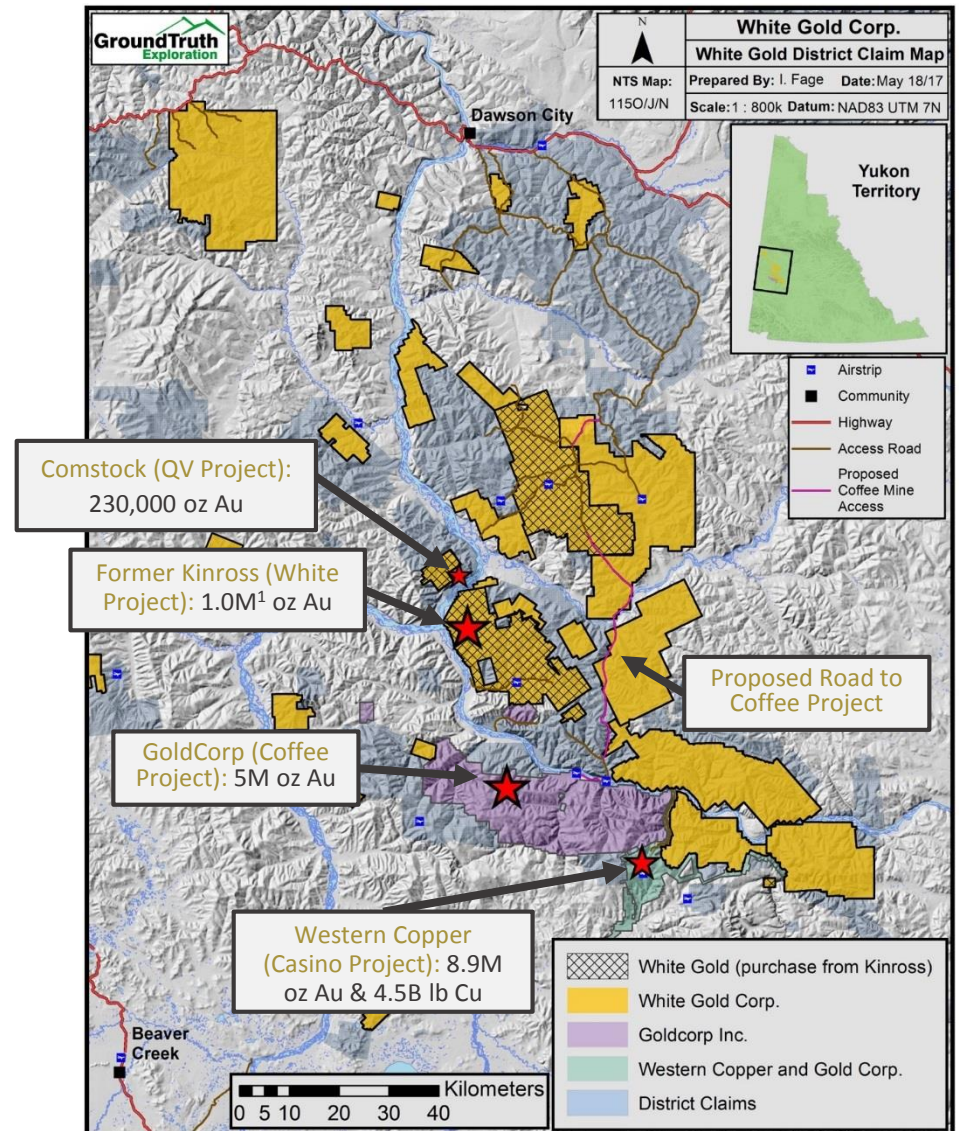 GroundTruth
Exploration
N
NTS Map:
115O/J/N
White Gold Corp.
White Gold District Claim Map
Prepared By: I. Fage Date:May 18/17
Scale:1 : 800k Datum: NAD83 UTM 7N
Dawson City
Yukon
Territory
Airstrip
Community
Highway
Access Road
Proposed
Coffee Mine
Access
Comstock (QV Project):
230,000 oz Au
Former Kinross (White
Project): 1.0M¹ oz Au
Proposed Road to
Coffee Project
GoldCorp (Coffee
Project): 5M oz Au
Western Copper
(Casino Project): 8.9M
oz Au & 4.5B lb Cu
Beaver
Creek
Kilometers
0 5 10 20 30 40
White Gold (purchase from Kinross)
White Gold Corp.
Goldcorp Inc.
Western Copper and Gold Corp.
District Claims